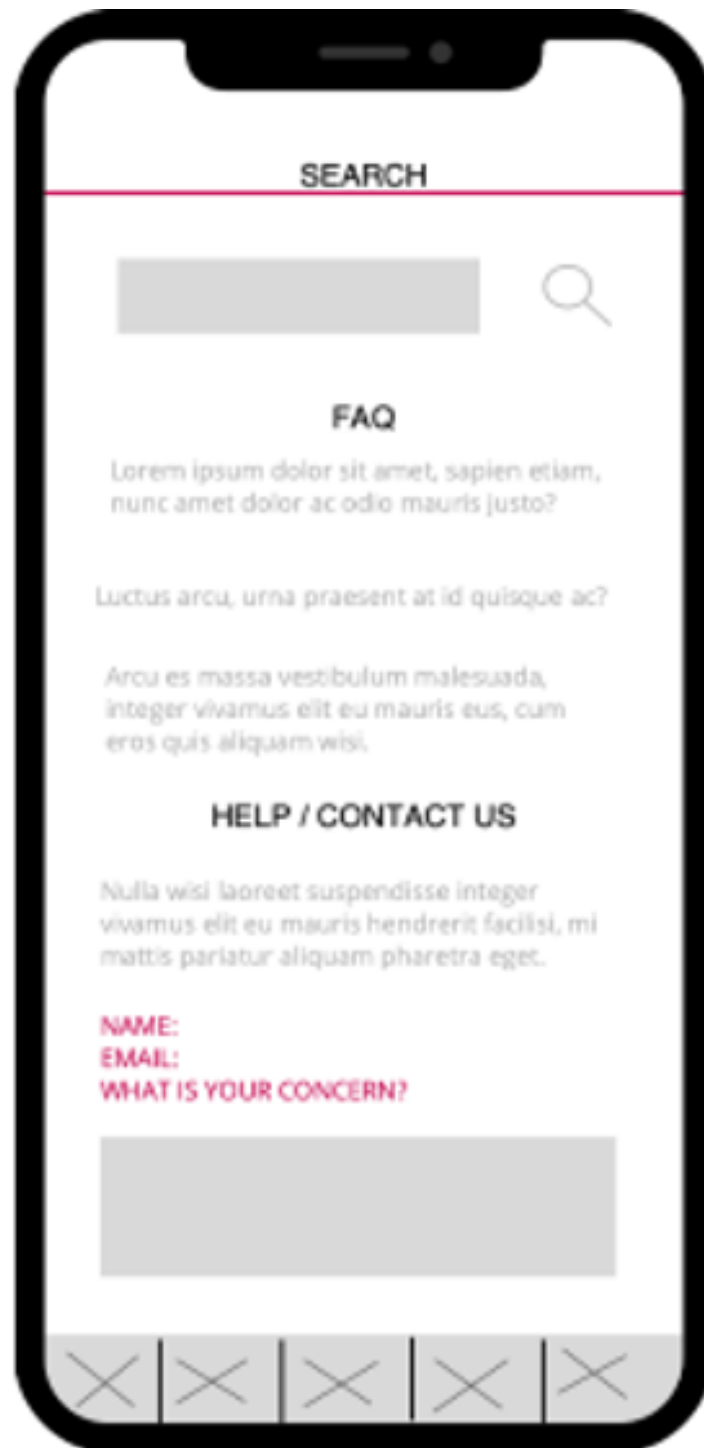 SEARCH
FAQ
Lorem ipsum dolor sit amet, sapien etiam,
nunc amet dolor ac odio mauris justo?
Luctus arcu, urna praesent at id quisque ac?
Arcu es massa vestibulum malesuada,
integer vivamus elit eu mauris eus, cum
eros quis aliquam wisi.
HELP / CONTACT US
Nulla wisi laoreet suspendisse integer
vivamus elit eu mauris hendrerit facilisi, mi
mattis pariatur aliquam pharetra eget.
NAME:
EMAIL:
WHAT IS YOUR CONCERN?